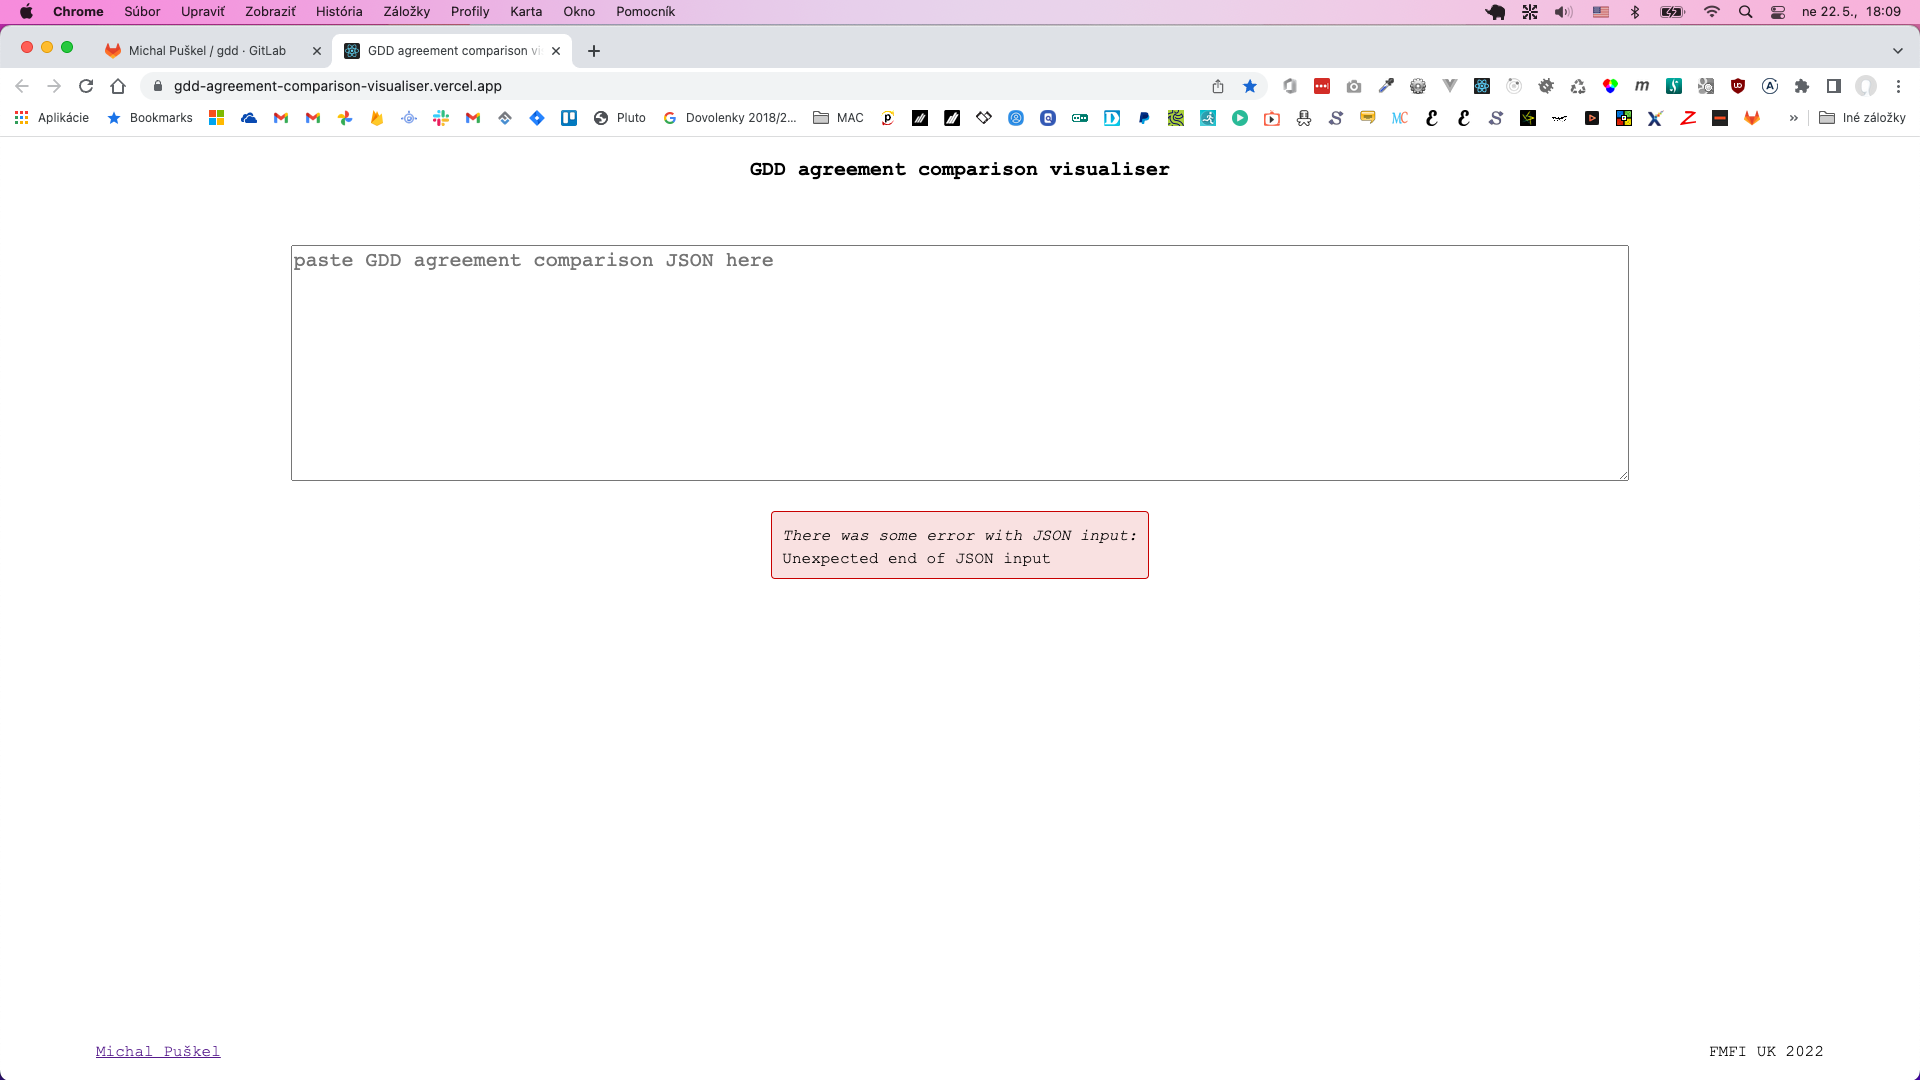 Chrome Súbor Upraviť Zobraziť História Záložky Profily Karta Okno Pomocník ne 22. 5., 18:09
Michal Puškel / gdd · GitLab GDD agreement comparison vi
gdd-agreement-comparison-visualiser.vercel.app
Aplikácie Bookmarks Pluto Dovolenky 2018/2... MAC MC » Iné záložky
GDD agreement comparison visualiser
paste GDD agreement comparison JSON here
There was some error with JSON input:
Unexpected end of JSON input
Michal Puškel FMFI UK 2022